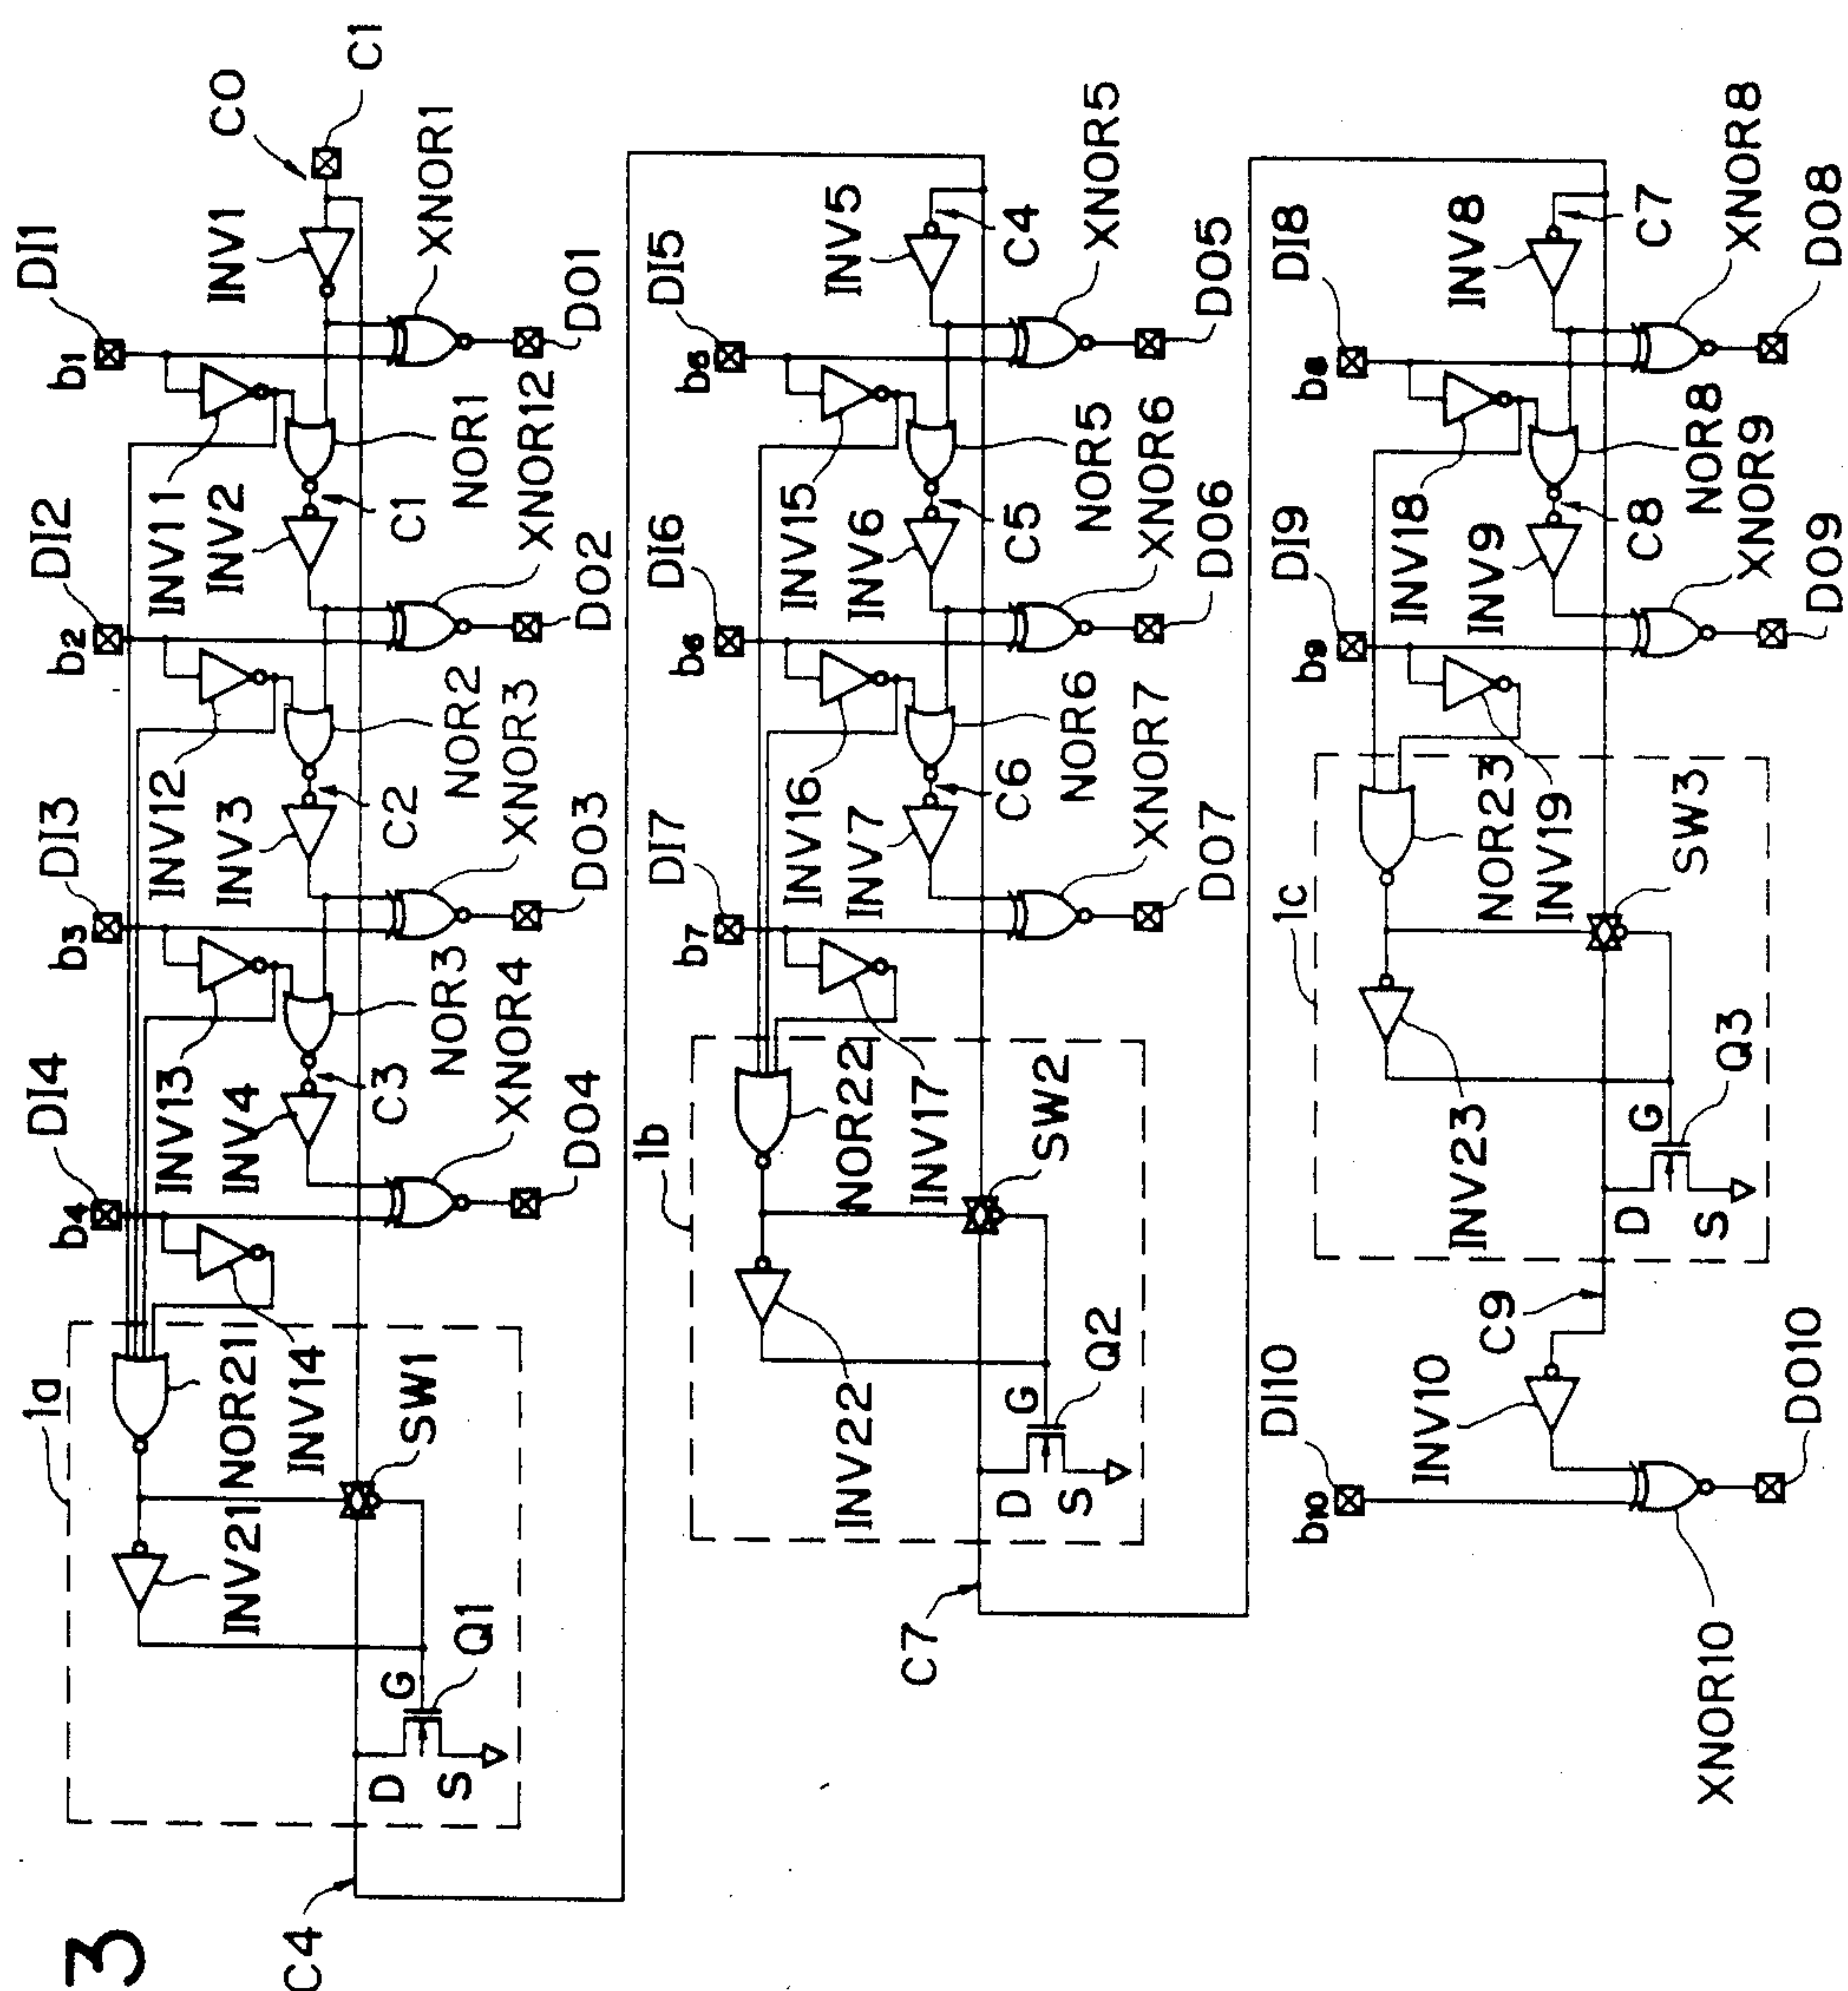 3
C4
1a
D
S
G
Q1
INV21
NOR21
INV14
SW1
b4
DI4
INV13
INV4
C3
NOR3
XNOR4
DO4
b3
DI3
INV12
INV3
C2
NOR2
XNOR3
DO3
b2
DI2
INV11
INV2
C1
NOR1
XNOR12
DO2
b1
DI1
INV1
C0
C1
XNOR1
DO1
C7
1b
D
S
G
Q2
INV22
NOR22
INV17
SW2
b7
DI7
INV16
INV7
C6
NOR6
XNOR7
DO7
b6
DI6
INV15
INV6
C5
NOR5
XNOR6
DO6
b5
DI5
INV5
C4
XNOR5
DO5
XNOR10
b10
DI10
INV10
DO10
C9
1c
D
S
G
Q3
INV23
NOR23
INV19
SW3
b9
DI9
INV18
INV9
C8
NOR8
XNOR9
DO9
b8
DI8
INV8
C7
XNOR8
DO8